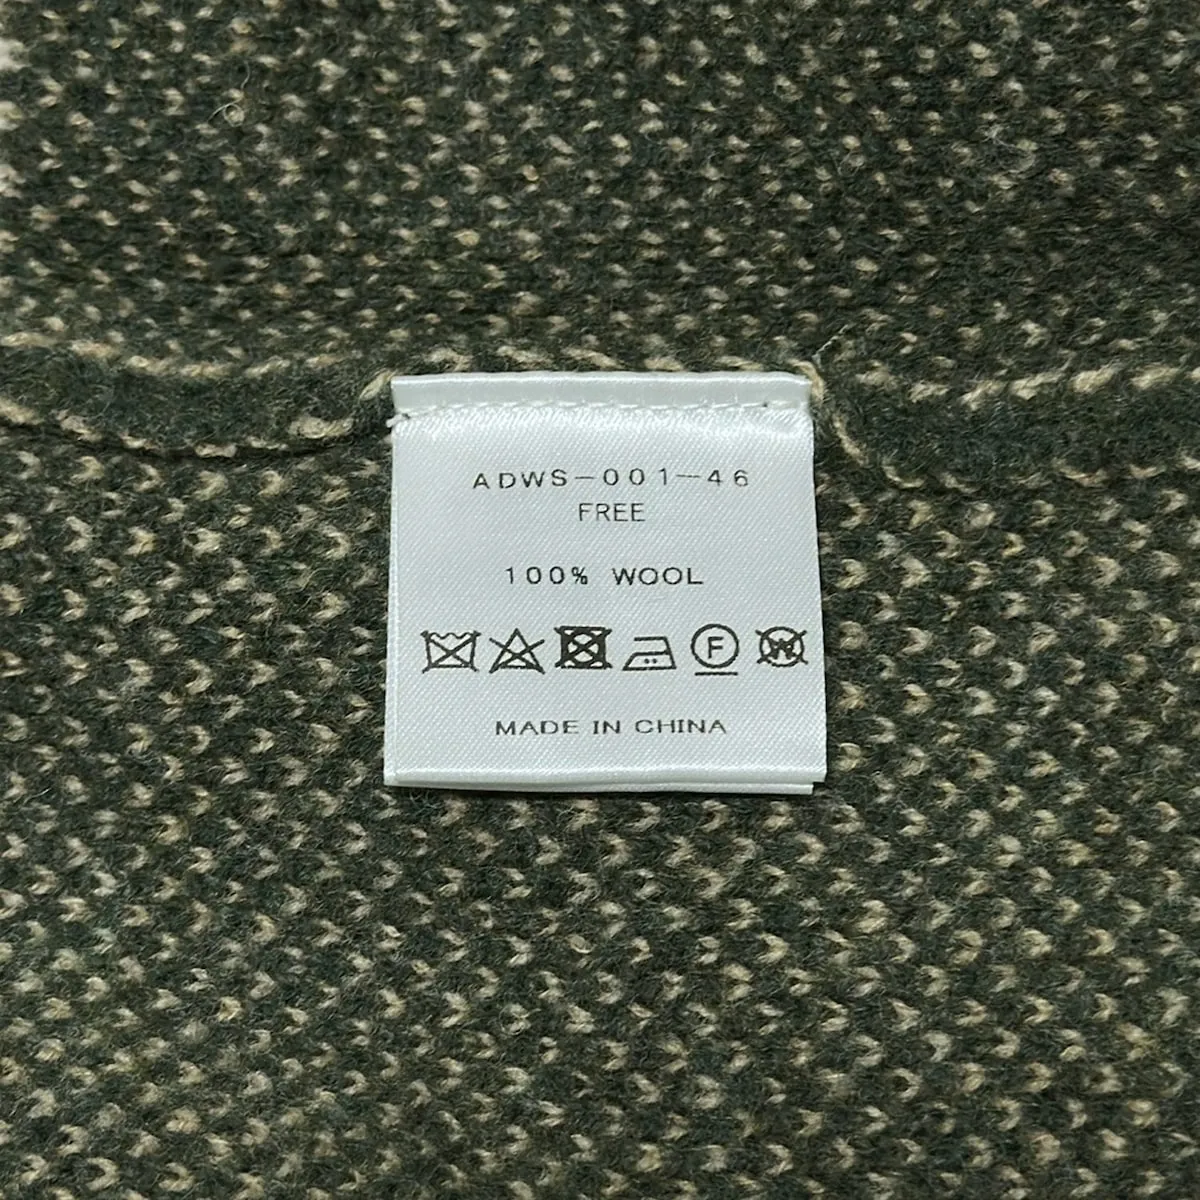 ADWS-001-46
FREE
100% WOOL
F W
MADE IN CHINA